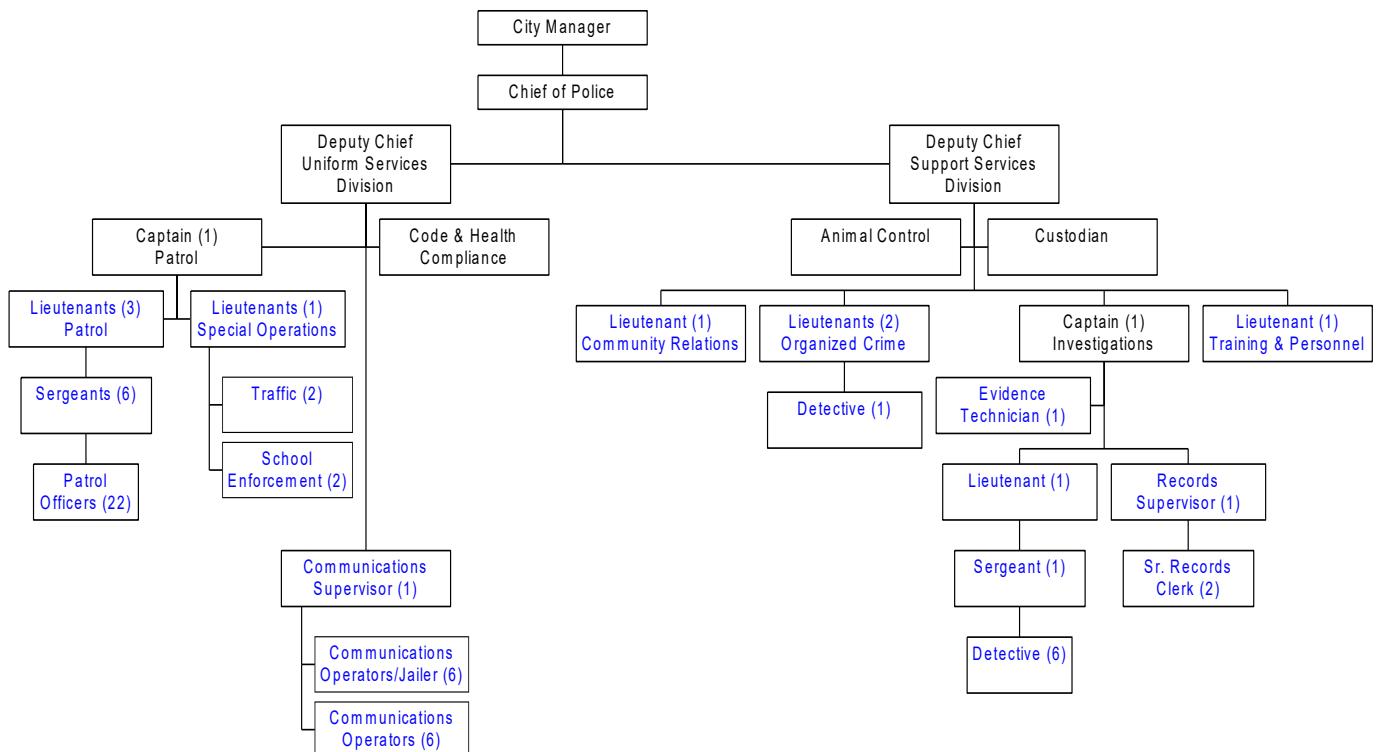 City Manager
Chief of Police
Deputy Chief
Uniform Services
Division
Deputy Chief
Support Services
Division
Captain (1)
Patrol
Code & Health
Compliance
Animal Control
Custodian
Lieutenants (3)
Patrol
Lieutenants (1)
Special Operations
Lieutenant (1)
Community Relations
Lieutenants (2)
Organized Crime
Captain (1)
Investigations
Lieutenant (1)
Training & Personnel
Sergeants (6)
Traffic (2)
Detective (1)
Evidence
Technician (1)
Patrol
Officers (22)
School
Enforcement (2)
Lieutenant (1)
Records
Supervisor (1)
Communications
Supervisor (1)
Sergeant (1)
Sr. Records
Clerk (2)
Communications
Operators/Jailer (6)
Detective (6)
Communications
Operators (6)